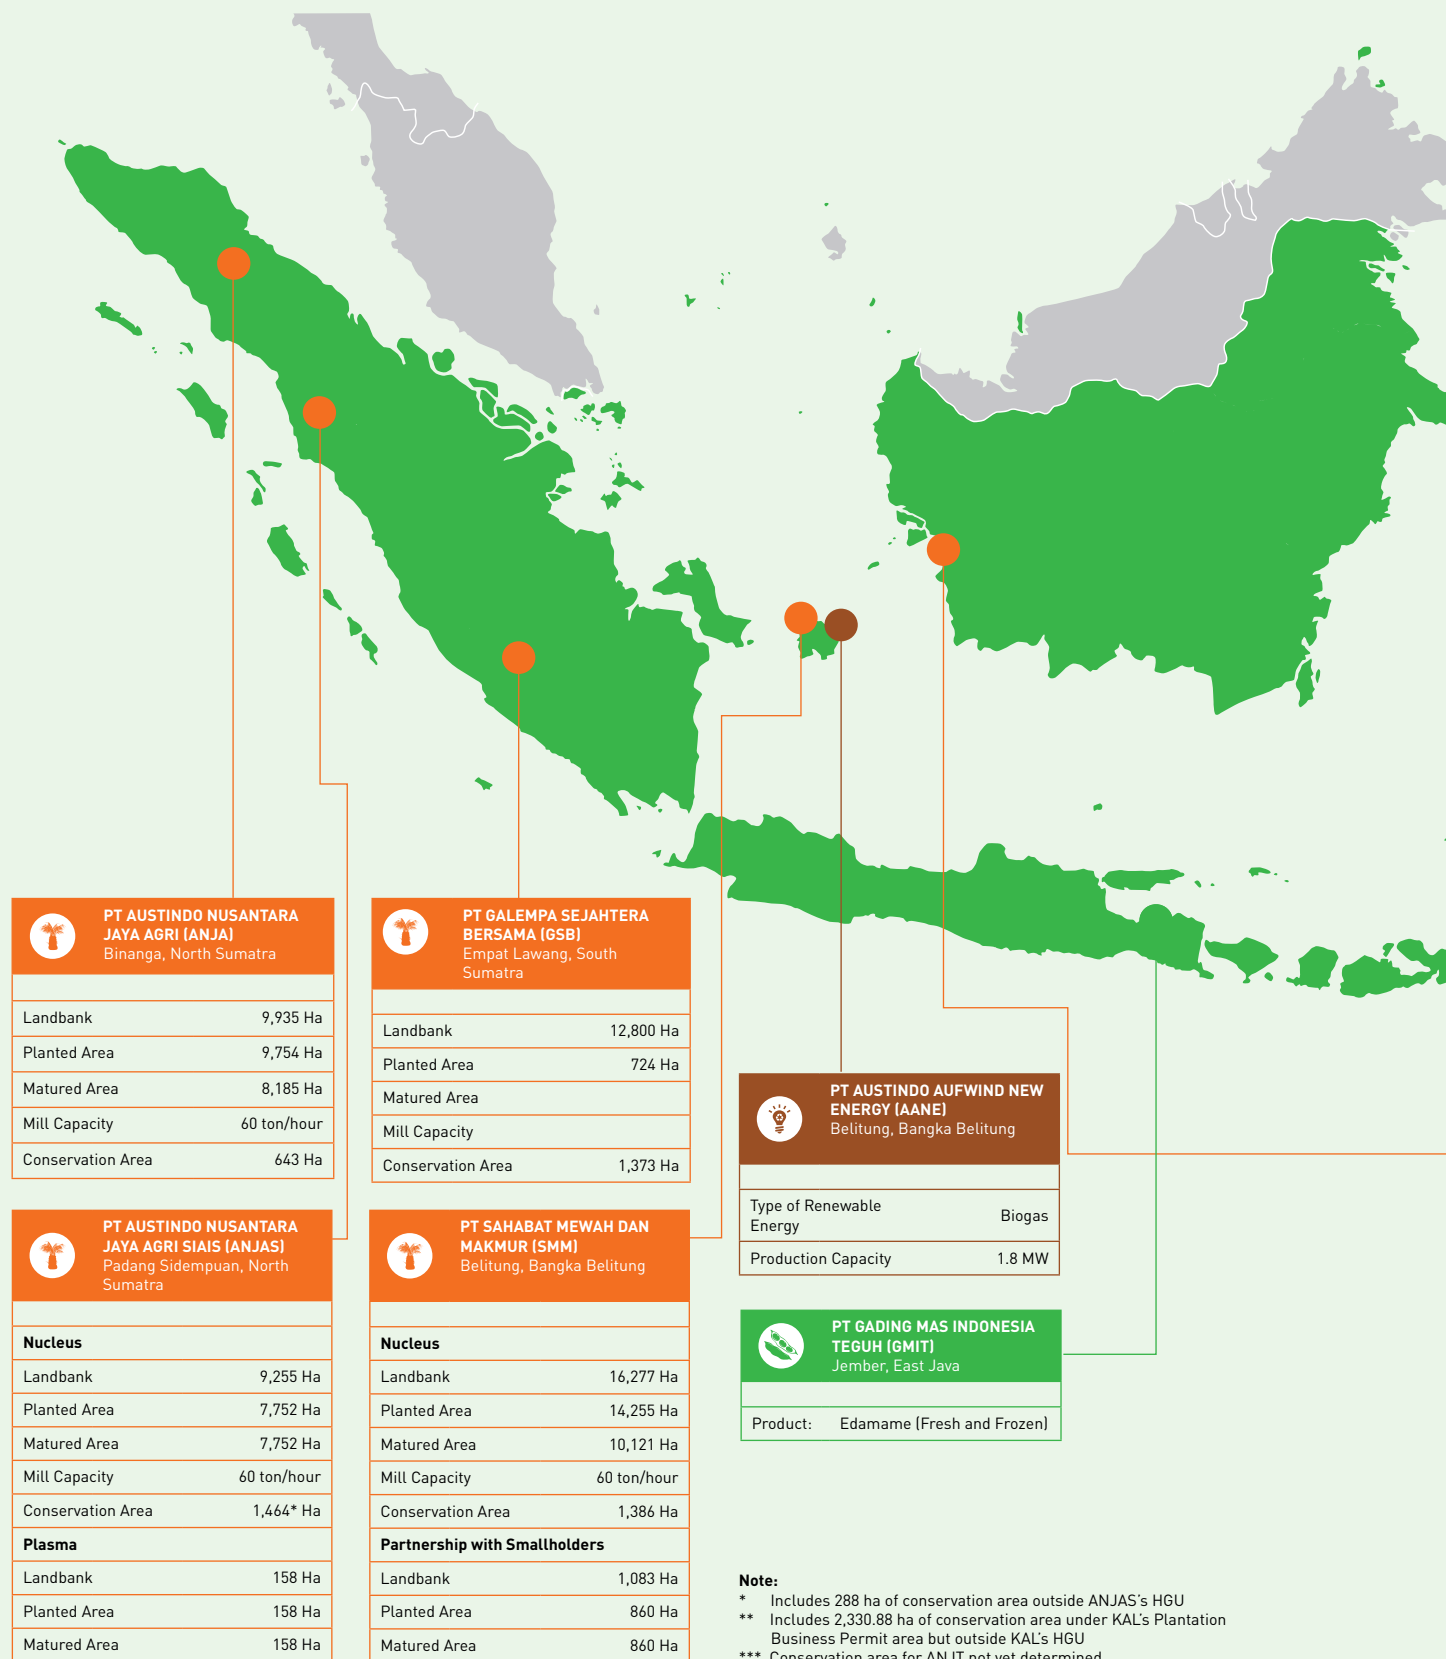 PT AUSTINDO NUSANTARA
JAYA AGRI (ANJA)
Binanga, North Sumatra
Landbank 9,935 Ha
Planted Area 9,754 Ha
Matured Area 8,185 Ha
Mill Capacity 60 ton/hour
Conservation Area 643 Ha
PT GALEMPA SEJAHTERA
BERSAMA (GSB)
Empat Lawang, South
Sumatra
Landbank 12,800 Ha
Planted Area 724 Ha
Matured Area
Mill Capacity
Conservation Area 1,373 Ha
PT AUSTINDO AUFWIND NEW
ENERGY (AANE)
Belitung, Bangka Belitung
Type of Renewable
Energy Biogas
Production Capacity 1.8 MW
PT AUSTINDO NUSANTARA
JAYA AGRI SIAIS (ANJAS)
Padang Sidempuan, North
Sumatra
Nucleus
Landbank 9,255 Ha
Planted Area 7,752 Ha
Matured Area 7,752 Ha
Mill Capacity 60 ton/hour
Conservation Area 1,464* Ha
Plasma
Landbank 158 Ha
Planted Area 158 Ha
Matured Area 158 Ha
PT SAHABAT MEWAH DAN
MAKMUR (SMM)
Belitung, Bangka Belitung
Nucleus
Landbank 16,277 Ha
Planted Area 14,255 Ha
Matured Area 10,121 Ha
Mill Capacity 60 ton/hour
Conservation Area 1,386 Ha
Partnership with Smallholders
Landbank 1,083 Ha
Planted Area 860 Ha
Matured Area 860 Ha
PT GADING MAS INDONESIA
TEGUH (GMIT)
Jember, East Java
Product: Edamame (Fresh and Frozen)
Note:
* Includes 288 ha of conservation area outside ANJAS's HGU
** Includes 2,330.88 ha of conservation area under KAL's Plantation
Business Permit area but outside KAL's HGU
*** Conservation area for ANJT not yet determined